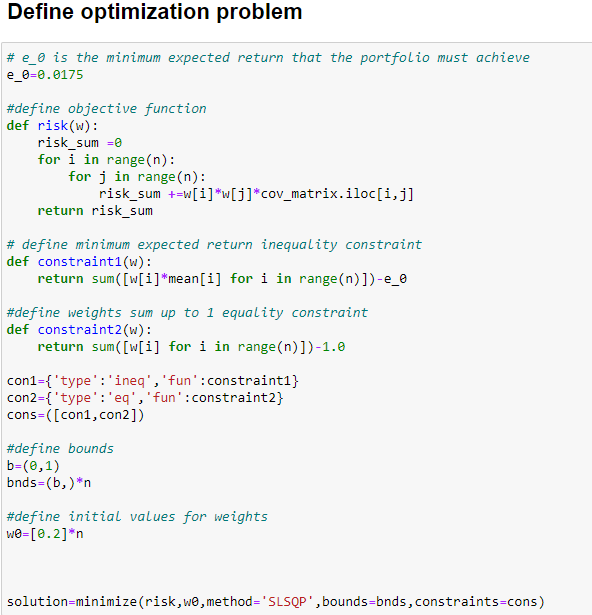 Define optimization problem
# e_0 is the minimum expected return that the portfolio must achieve
e_0=0.0175
#define objective function
def risk(w):
    risk_sum =0
    for i in range(n):
        for j in range(n):
            risk_sum +=w[i]*w[j]*cov_matrix.iloc[i,j]
    return risk_sum
# define minimum expected return inequality constraint
def constraint1(w):
    return sum([w[i]*mean[i] for i in range(n)])-e_0
#define weights sum up to 1 equality constraint
def constraint2(w):
    return sum([w[i] for i in range(n)])-1.0
con1={'type':'ineq','fun':constraint1}
con2={'type':'eq','fun':constraint2}
cons=([con1,con2])
#define bounds
b=(0,1)
bnds=(b,)*n
#define initial values for weights
w0=[0.2]*n
solution=minimize(risk,w0,method='SLSQP',bounds=bnds,constraints=cons)